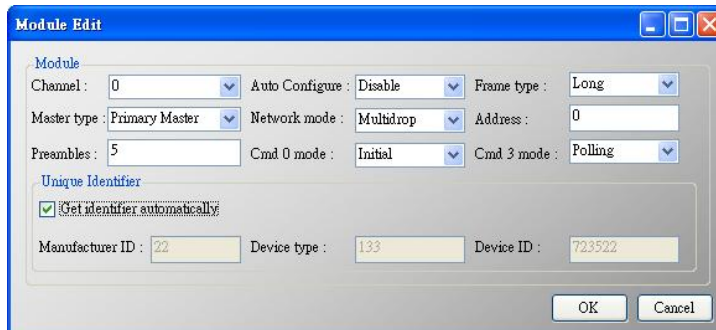 Module Edit
Module
Channel : 0 Auto Configure : Disable Frame type : Long
Master type : Primary Master Network mode : Multidrop Address : 0
Preambles : 5 Cmd 0 mode : Initial Cmd 3 mode : Polling
Unique Identifier
Get identifier automatically
Manufacturer ID : 22 Device type : 133 Device ID : 723522
OK Cancel